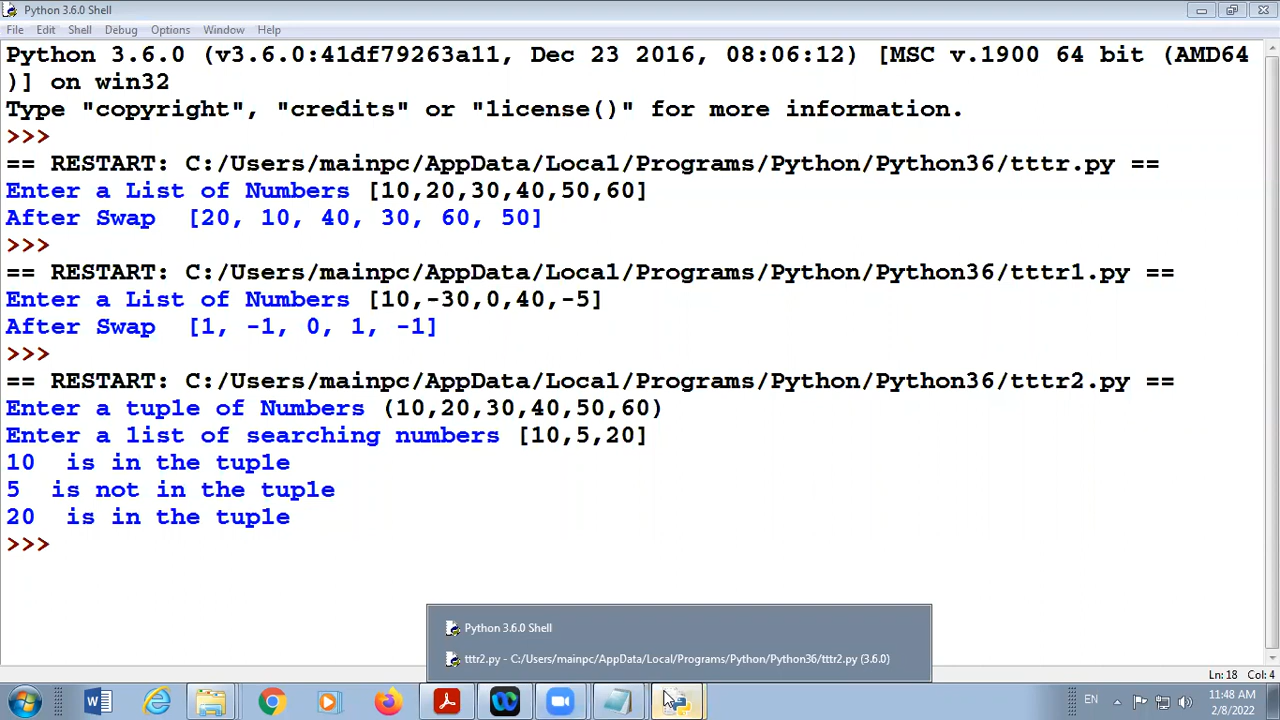 Python 3.6.0 Shell
File Edit Shell Debug Options Window Help
Python 3.6.0 (v3.6.0:41df79263a11, Dec 23 2016, 08:06:12) [MSC v.1900 64 bit (AMD64
)] on win32
Type "copyright", "credits" or "license()" for more information.
>>>
== RESTART: C:/Users/mainpc/AppData/Local/Programs/Python/Python36/tttr.py ==
Enter a List of Numbers [10,20,30,40,50,60]
After Swap  [20, 10, 40, 30, 60, 50]
>>>
== RESTART: C:/Users/mainpc/AppData/Local/Programs/Python/Python36/tttr1.py ==
Enter a List of Numbers [10,-30,0,40,-5]
After Swap  [1, -1, 0, 1, -1]
>>>
== RESTART: C:/Users/mainpc/AppData/Local/Programs/Python/Python36/tttr2.py ==
Enter a tuple of Numbers (10,20,30,40,50,60)
Enter a list of searching numbers [10,5,20]
10  is in the tuple
5  is not in the tuple
20  is in the tuple
>>>
Python 3.6.0 Shell
tttr2.py - C:/Users/mainpc/AppData/Local/Programs/Python/Python36/tttr2.py (3.6.0)
Ln: 18 Col: 4
EN 11:48 AM
2/8/2022